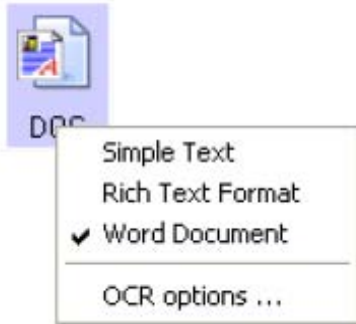 DOC
Simple Text
Rich Text Format
Word Document
OCR options ...